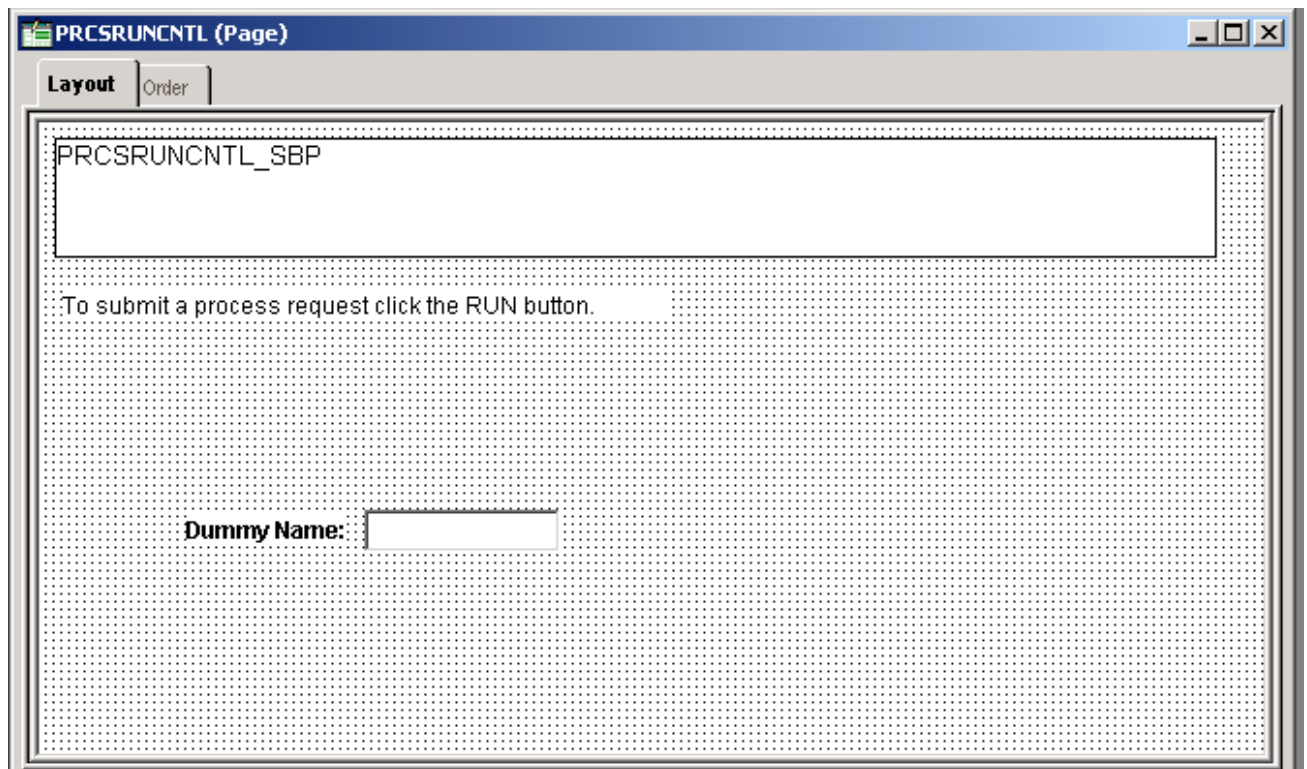 PRCSRUNCNTL (Page)
Layout Order
PRCSRUNCNTL_SBP
To submit a process request click the RUN button.
Dummy Name: